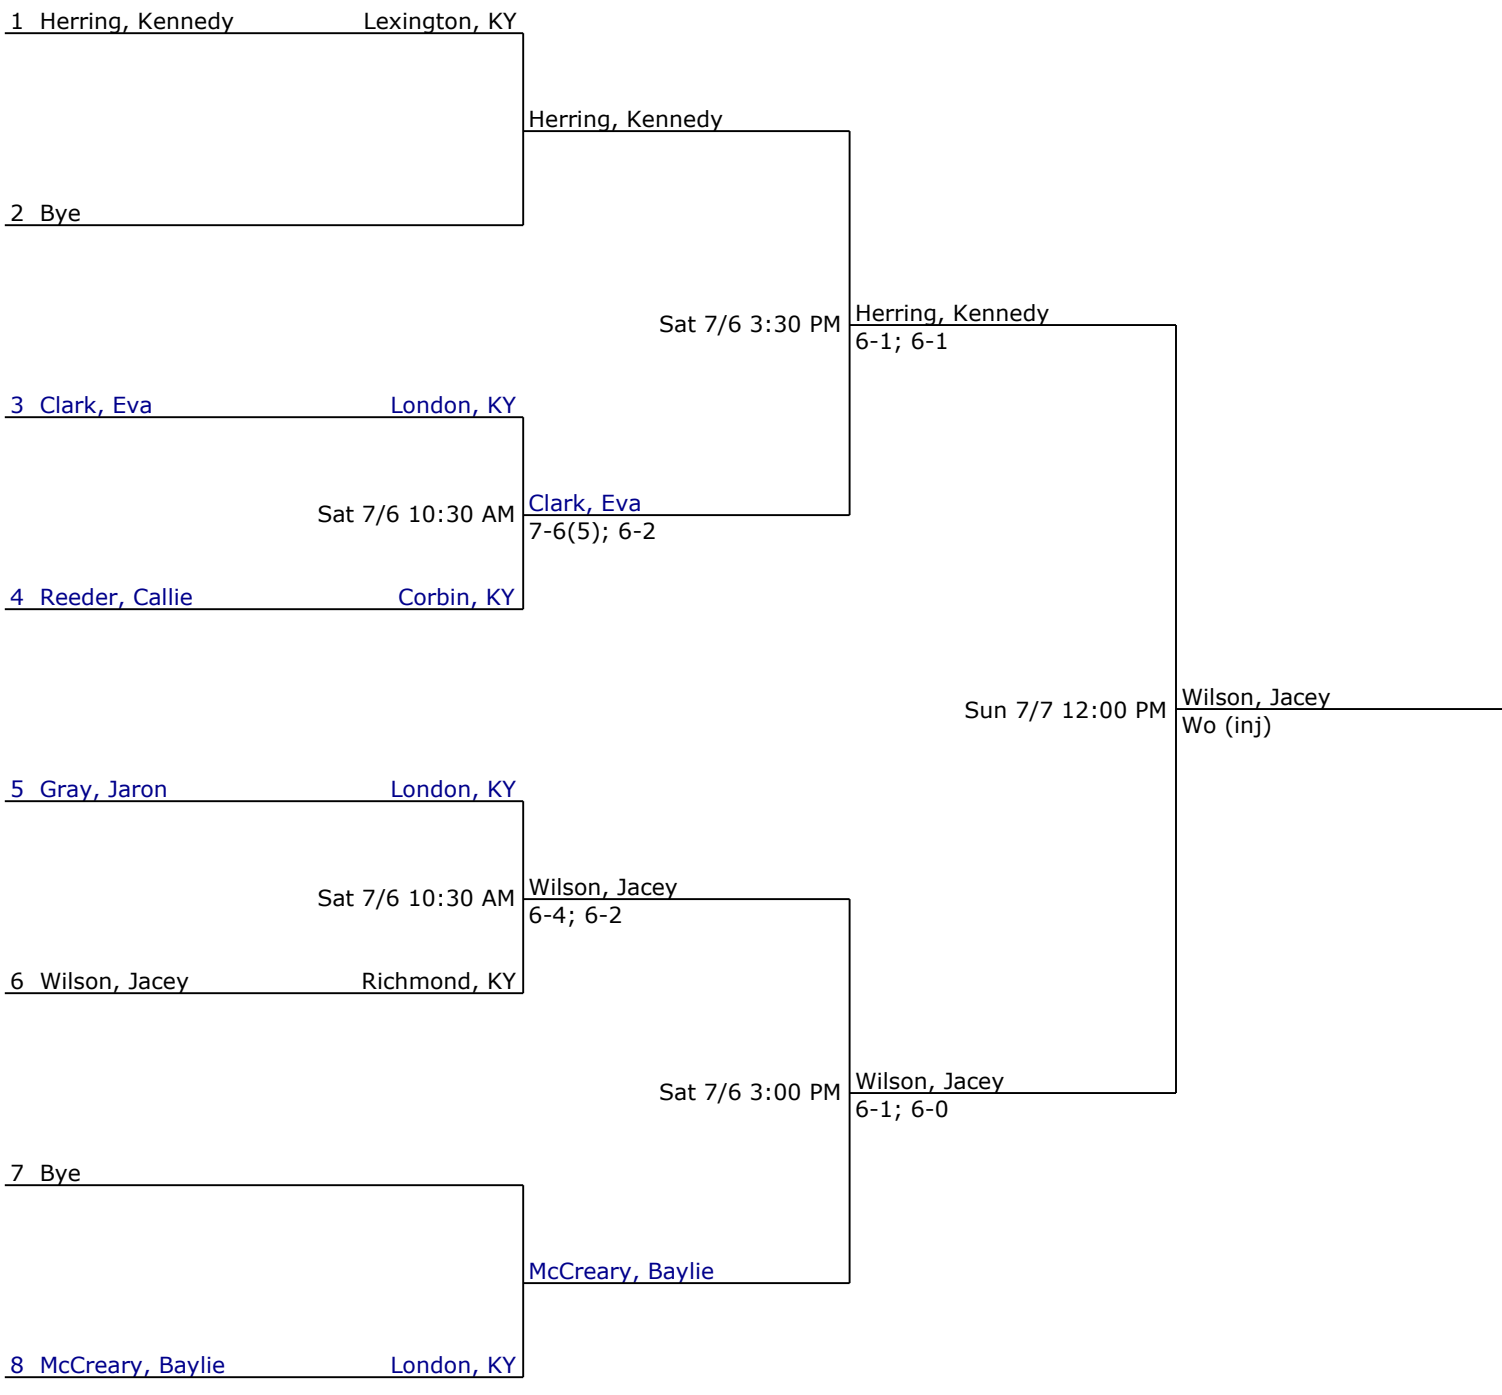 1 Herring, Kennedy Lexington, KY
Herring, Kennedy
2 Bye
Herring, Kennedy
Sat 7/6 3:30 PM
6-1; 6-1
3 Clark, Eva London, KY
Clark, Eva
Sat 7/6 10:30 AM
7-6(5); 6-2
4 Reeder, Callie Corbin, KY
Wilson, Jacey
Sun 7/7 12:00 PM
Wo (inj)
5 Gray, Jaron London, KY
Wilson, Jacey
Sat 7/6 10:30 AM
6-4; 6-2
6 Wilson, Jacey Richmond, KY
Wilson, Jacey
Sat 7/6 3:00 PM
6-1; 6-0
7 Bye
McCreary, Baylie
8 McCreary, Baylie London, KY